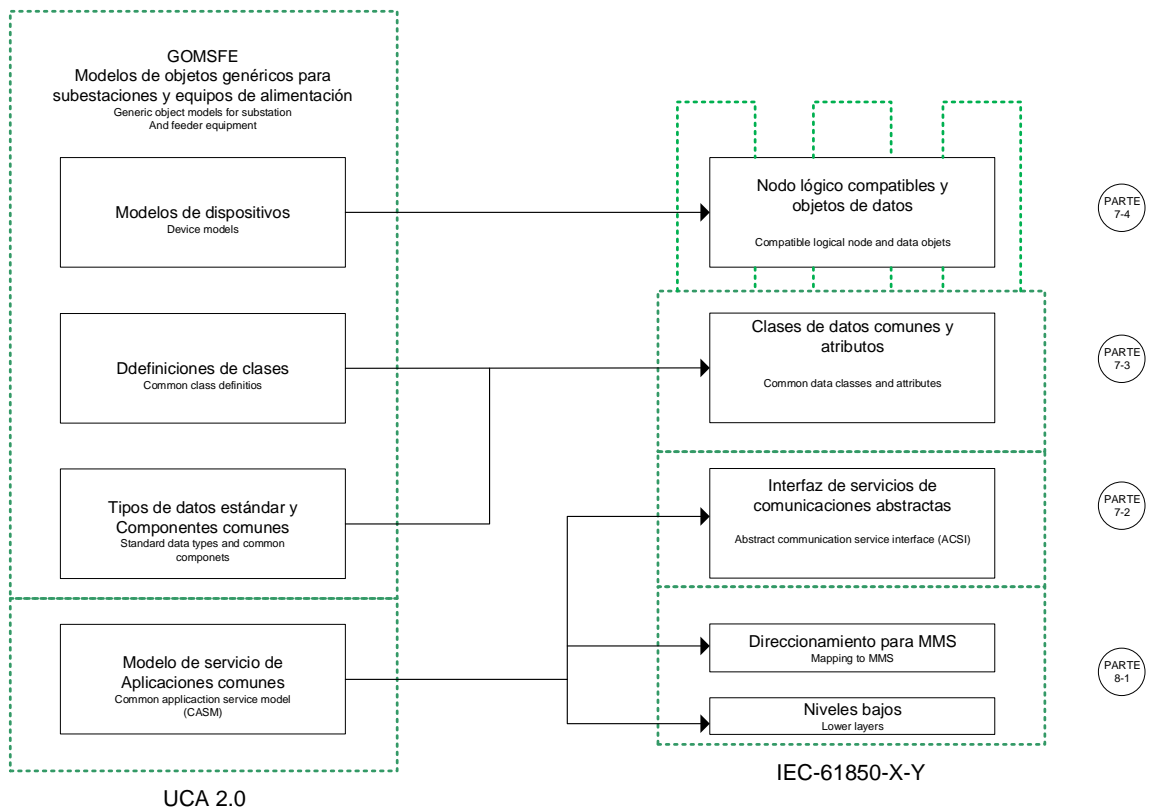 GOMSFE
Modelos de objetos genéricos para
subestaciones y equipos de alimentación
Generic object models for substation
And feeder equipment
Modelos de dispositivos
Device models
Ddefiniciones de clases
Common class definitios
Tipos de datos estándar y
Componentes comunes
Standard data types and common
componets
Modelo de servicio de
Aplicaciones comunes
Common applicaction service model
(CASM)
UCA 2.0
Nodo lógico compatibles y
objetos de datos
Compatible logical node and data objets
Clases de datos comunes y
atributos
Common data classes and attributes
Interfaz de servicios de
comunicaciones abstractas
Abstract communication service interface (ACSI)
Direccionamiento para MMS
Mapping to MMS
Niveles bajos
Lower layers
IEC-61850-X-Y
PARTE
7-4
PARTE
7-3
PARTE
7-2
PARTE
8-1